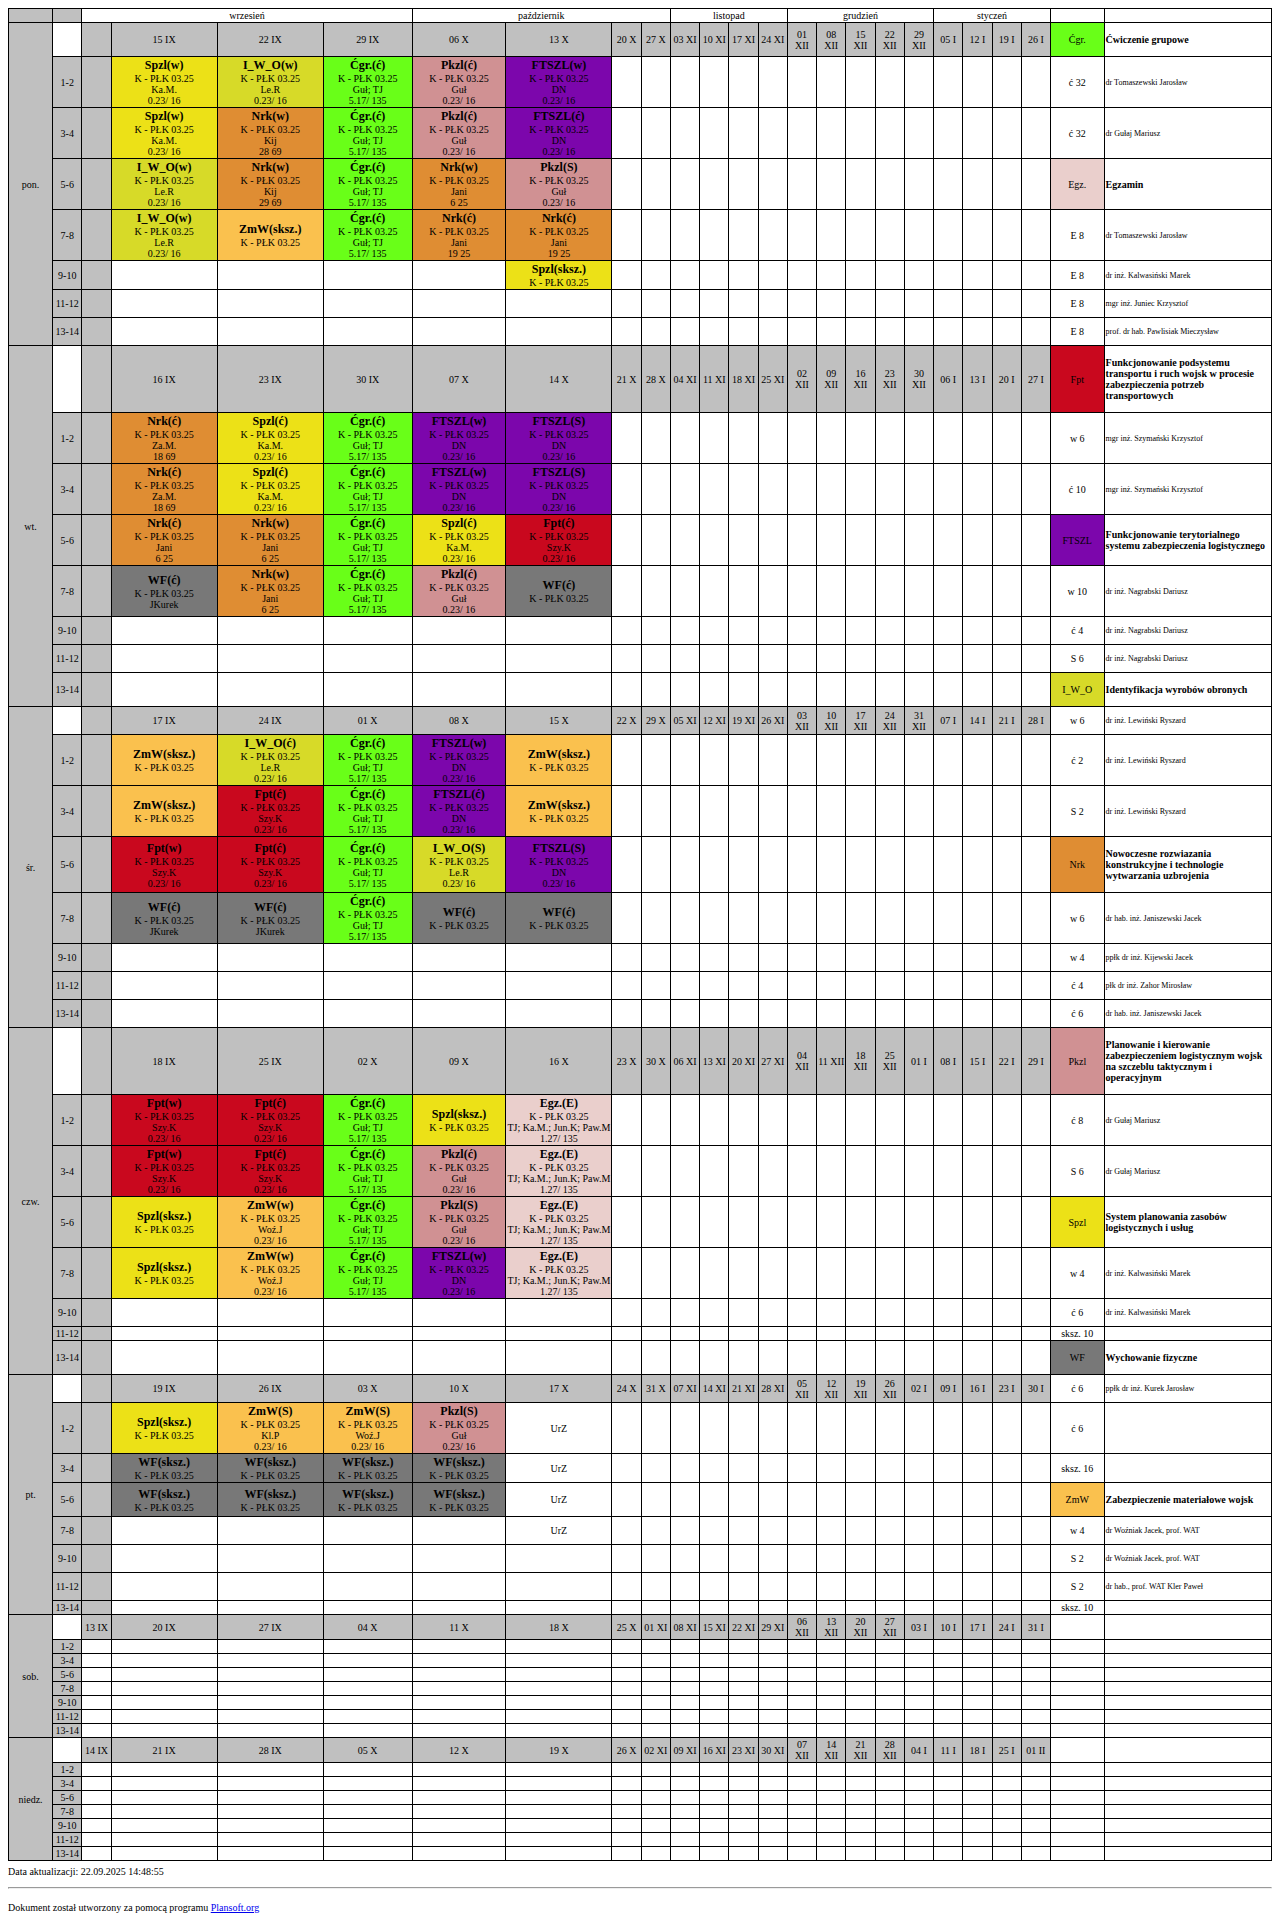 wrzesień październik listopad grudzień styczeń
pon. 15 IX 22 IX 29 IX 06 X 13 X 20 X 27 X 03 XI 10 XI 17 XI 24 XI 01 XII 08 XII 15 XII 22 XII 29 XII 05 I 12 I 19 I 26 I Ćgr. Ćwiczenie grupowe
1-2 Spzl(w) I_W_O(w) Ćgr.(ć) Pkzl(ć) FTSZL(w) ć 32 dr Tomaszewski Jarosław
K - PŁK 03.25 K - PŁK 03.25 K - PŁK 03.25 K - PŁK 03.25 K - PŁK 03.25
Ka.M. Le.R Guł; TJ Guł DN
0.23/ 16 0.23/ 16 5.17/ 135 0.23/ 16 0.23/ 16
3-4 Spzl(w) Nrk(w) Ćgr.(ć) Pkzl(ć) FTSZL(ć) ć 32 dr Gułaj Mariusz
K - PŁK 03.25 K - PŁK 03.25 K - PŁK 03.25 K - PŁK 03.25 K - PŁK 03.25
Ka.M. Kij Guł; TJ Guł DN
0.23/ 16 28 69 5.17/ 135 0.23/ 16 0.23/ 16
5-6 I_W_O(w) Nrk(w) Ćgr.(ć) Nrk(w) Pkzl(S) Egz. Egzamin
K - PŁK 03.25 K - PŁK 03.25 K - PŁK 03.25 K - PŁK 03.25 K - PŁK 03.25
Le.R Kij Guł; TJ Jani Guł
0.23/ 16 29 69 5.17/ 135 6 25 0.23/ 16
7-8 I_W_O(w) ZmW(sksz.) Ćgr.(ć) Nrk(ć) Nrk(ć) E 8 dr Tomaszewski Jarosław
K - PŁK 03.25 K - PŁK 03.25 K - PŁK 03.25 K - PŁK 03.25 K - PŁK 03.25
Le.R Guł; TJ Jani Jani
0.23/ 16 5.17/ 135 19 25 19 25
9-10 Spzl(sksz.) E 8 dr inż. Kalwasiński Marek
K - PŁK 03.25
11-12 E 8 mgr inż. Juniec Krzysztof
13-14 E 8 prof. dr hab. Pawlisiak Mieczysław
wt. 16 IX 23 IX 30 IX 07 X 14 X 21 X 28 X 04 XI 11 XI 18 XI 25 XI 02 XII 09 XII 16 XII 23 XII 30 XII 06 I 13 I 20 I 27 I Fpt Funkcjonowanie podsystemu transportu i ruch wojsk w procesie zabezpieczenia potrzeb transportowych
1-2 Nrk(ć) Spzl(ć) Ćgr.(ć) FTSZL(w) FTSZL(S) w 6 mgr inż. Szymański Krzysztof
K - PŁK 03.25 K - PŁK 03.25 K - PŁK 03.25 K - PŁK 03.25 K - PŁK 03.25
Za.M. Ka.M. Guł; TJ DN DN
18 69 0.23/ 16 5.17/ 135 0.23/ 16 0.23/ 16
3-4 Nrk(ć) Spzl(ć) Ćgr.(ć) FTSZL(w) FTSZL(S) ć 10 mgr inż. Szymański Krzysztof
K - PŁK 03.25 K - PŁK 03.25 K - PŁK 03.25 K - PŁK 03.25 K - PŁK 03.25
Za.M. Ka.M. Guł; TJ DN DN
18 69 0.23/ 16 5.17/ 135 0.23/ 16 0.23/ 16
5-6 Nrk(ć) Nrk(w) Ćgr.(ć) Spzl(ć) Fpt(ć) FTSZL Funkcjonowanie terytorialnego systemu zabezpieczenia logistycznego
K - PŁK 03.25 K - PŁK 03.25 K - PŁK 03.25 K - PŁK 03.25 K - PŁK 03.25
Jani Jani Guł; TJ Ka.M. Szy.K
6 25 6 25 5.17/ 135 0.23/ 16 0.23/ 16
7-8 WF(ć) Nrk(w) Ćgr.(ć) Pkzl(ć) WF(ć) w 10 dr inż. Nagrabski Dariusz
K - PŁK 03.25 K - PŁK 03.25 K - PŁK 03.25 K - PŁK 03.25 K - PŁK 03.25
JKurek Jani Guł; TJ Guł
6 25 5.17/ 135 0.23/ 16
9-10 ć 4 dr inż. Nagrabski Dariusz
11-12 S 6 dr inż. Nagrabski Dariusz
13-14 I_W_O Identyfikacja wyrobów obronych
śr. 17 IX 24 IX 01 X 08 X 15 X 22 X 29 X 05 XI 12 XI 19 XI 26 XI 03 XII 10 XII 17 XII 24 XII 31 XII 07 I 14 I 21 I 28 I w 6 dr inż. Lewiński Ryszard
1-2 ZmW(sksz.) I_W_O(ć) Ćgr.(ć) FTSZL(w) ZmW(sksz.) ć 2 dr inż. Lewiński Ryszard
K - PŁK 03.25 K - PŁK 03.25 K - PŁK 03.25 K - PŁK 03.25 K - PŁK 03.25
Le.R Guł; TJ DN
0.23/ 16 5.17/ 135 0.23/ 16
3-4 ZmW(sksz.) Fpt(ć) Ćgr.(ć) FTSZL(ć) ZmW(sksz.) S 2 dr inż. Lewiński Ryszard
K - PŁK 03.25 K - PŁK 03.25 K - PŁK 03.25 K - PŁK 03.25 K - PŁK 03.25
Szy.K Guł; TJ DN
0.23/ 16 5.17/ 135 0.23/ 16
5-6 Fpt(w) Fpt(ć) Ćgr.(ć) I_W_O(S) FTSZL(S) Nrk Nowoczesne rozwiazania konstrukcyjne i technologie wytwarzania uzbrojenia
K - PŁK 03.25 K - PŁK 03.25 K - PŁK 03.25 K - PŁK 03.25 K - PŁK 03.25
Szy.K Szy.K Guł; TJ Le.R DN
0.23/ 16 0.23/ 16 5.17/ 135 0.23/ 16 0.23/ 16
7-8 WF(ć) WF(ć) Ćgr.(ć) WF(ć) WF(ć) w 6 dr hab. inż. Janiszewski Jacek
K - PŁK 03.25 K - PŁK 03.25 K - PŁK 03.25 K - PŁK 03.25 K - PŁK 03.25
JKurek JKurek Guł; TJ
5.17/ 135
9-10 w 4 ppłk dr inż. Kijewski Jacek
11-12 ć 4 płk dr inż. Zahor Mirosław
13-14 ć 6 dr hab. inż. Janiszewski Jacek
czw. 18 IX 25 IX 02 X 09 X 16 X 23 X 30 X 06 XI 13 XI 20 XI 27 XI 04 XII 11 XII 18 XII 25 XII 01 I 08 I 15 I 22 I 29 I Pkzl Planowanie i kierowanie zabezpieczeniem logistycznym wojsk na szczeblu taktycznym i operacyjnym
1-2 Fpt(w) Fpt(ć) Ćgr.(ć) Spzl(sksz.) Egz.(E) ć 8 dr Gułaj Mariusz
K - PŁK 03.25 K - PŁK 03.25 K - PŁK 03.25 K - PŁK 03.25 K - PŁK 03.25
Szy.K Szy.K Guł; TJ TJ; Ka.M.; Jun.K; Paw.M
0.23/ 16 0.23/ 16 5.17/ 135 1.27/ 135
3-4 Fpt(w) Fpt(ć) Ćgr.(ć) Pkzl(ć) Egz.(E) S 6 dr Gułaj Mariusz
K - PŁK 03.25 K - PŁK 03.25 K - PŁK 03.25 K - PŁK 03.25 K - PŁK 03.25
Szy.K Szy.K Guł; TJ Guł TJ; Ka.M.; Jun.K; Paw.M
0.23/ 16 0.23/ 16 5.17/ 135 0.23/ 16 1.27/ 135
5-6 Spzl(sksz.) ZmW(w) Ćgr.(ć) Pkzl(S) Egz.(E) Spzl System planowania zasobów logistycznych i usług
K - PŁK 03.25 K - PŁK 03.25 K - PŁK 03.25 K - PŁK 03.25 K - PŁK 03.25
Woź.J Guł; TJ Guł TJ; Ka.M.; Jun.K; Paw.M
0.23/ 16 5.17/ 135 0.23/ 16 1.27/ 135
7-8 Spzl(sksz.) ZmW(w) Ćgr.(ć) FTSZL(w) Egz.(E) w 4 dr inż. Kalwasiński Marek
K - PŁK 03.25 K - PŁK 03.25 K - PŁK 03.25 K - PŁK 03.25 K - PŁK 03.25
Woź.J Guł; TJ DN TJ; Ka.M.; Jun.K; Paw.M
0.23/ 16 5.17/ 135 0.23/ 16 1.27/ 135
9-10 ć 6 dr inż. Kalwasiński Marek
11-12 sksz. 10
13-14 WF Wychowanie fizyczne
pt. 19 IX 26 IX 03 X 10 X 17 X 24 X 31 X 07 XI 14 XI 21 XI 28 XI 05 XII 12 XII 19 XII 26 XII 02 I 09 I 16 I 23 I 30 I ć 6 ppłk dr inż. Kurek Jarosław
1-2 Spzl(sksz.) ZmW(S) ZmW(S) Pkzl(S) UrZ ć 6
K - PŁK 03.25 K - PŁK 03.25 K - PŁK 03.25 K - PŁK 03.25
Kl.P Woź.J Guł
0.23/ 16 0.23/ 16 0.23/ 16
3-4 WF(sksz.) WF(sksz.) WF(sksz.) WF(sksz.) UrZ sksz. 16
K - PŁK 03.25 K - PŁK 03.25 K - PŁK 03.25 K - PŁK 03.25
5-6 WF(sksz.) WF(sksz.) WF(sksz.) WF(sksz.) UrZ ZmW Zabezpieczenie materiałowe wojsk
K - PŁK 03.25 K - PŁK 03.25 K - PŁK 03.25 K - PŁK 03.25
7-8 UrZ w 4 dr Woźniak Jacek, prof. WAT
9-10 S 2 dr Woźniak Jacek, prof. WAT
11-12 S 2 dr hab., prof. WAT Kler Paweł
13-14 sksz. 10
sob. 13 IX 20 IX 27 IX 04 X 11 X 18 X 25 X 01 XI 08 XI 15 XI 22 XI 29 XI 06 XII 13 XII 20 XII 27 XII 03 I 10 I 17 I 24 I 31 I
1-2
3-4
5-6
7-8
9-10
11-12
13-14
niedz. 14 IX 21 IX 28 IX 05 X 12 X 19 X 26 X 02 XI 09 XI 16 XI 23 XI 30 XI 07 XII 14 XII 21 XII 28 XII 04 I 11 I 18 I 25 I 01 II
1-2
3-4
5-6
7-8
9-10
11-12
13-14
Data aktualizacji: 22.09.2025 14:48:55
Dokument został utworzony za pomocą programu Plansoft.org